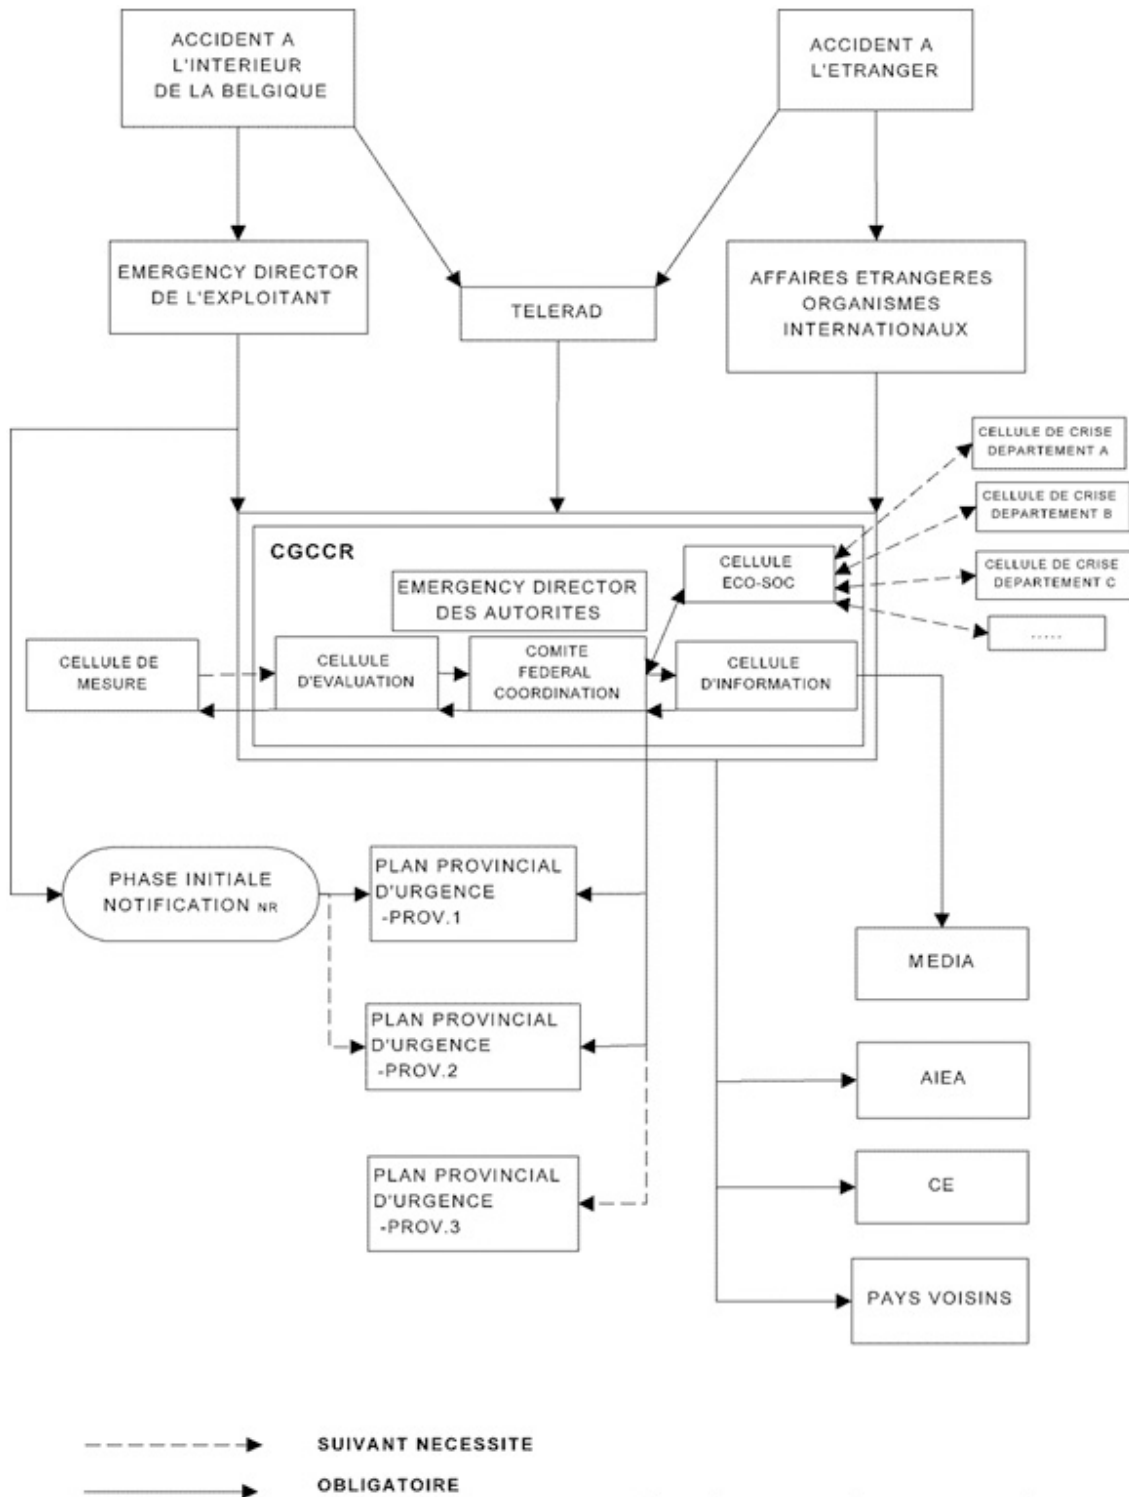 ACCIDENT A
L'INTERIEUR
DE LA BELGIQUE
ACCIDENT A
L'ETRANGER
EMERGENCY DIRECTOR
DE L'EXPLOITANT
TELERAD
AFFAIRES ETRANGERES
ORGANISMES
INTERNATIONAUX
CELLULE DE CRISE
DEPARTEMENT A
CELLULE DE CRISE
DEPARTEMENT B
CELLULE DE CRISE
DEPARTEMENT C
.....
CGCCR
CELLULE
ECO-SOC
EMERGENCY DIRECTOR
DES AUTORITES
CELLULE DE
MESURE
CELLULE
D'EVALUATION
COMITE
FEDERAL
COORDINATION
CELLULE
D'INFORMATION
PHASE INITIALE
NOTIFICATION NR
PLAN PROVINCIAL
D'URGENCE
-PROV.1
PLAN PROVINCIAL
D'URGENCE
-PROV.2
PLAN PROVINCIAL
D'URGENCE
-PROV.3
MEDIA
AIEA
CE
PAYS VOISINS
SUIVANT NECESSITE
OBLIGATOIRE